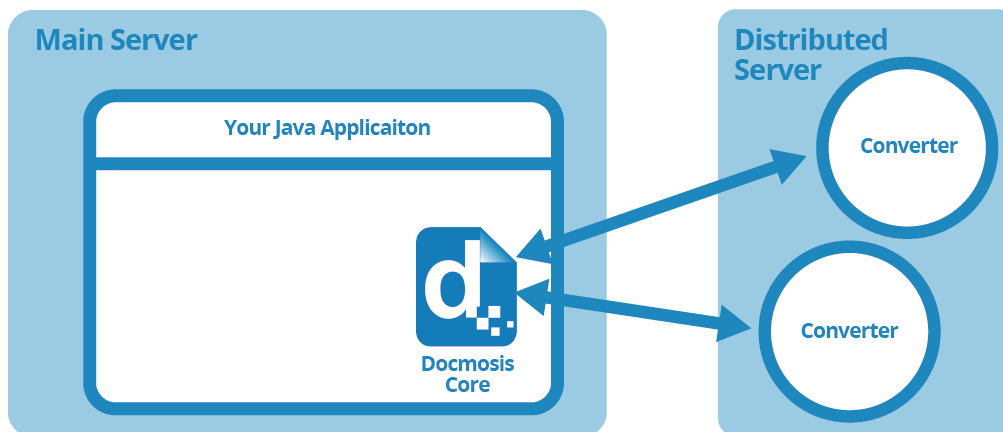 Main Server
Your Java Applicaiton
d
Docmosis
Core
Distributed
Server
Converter
Converter